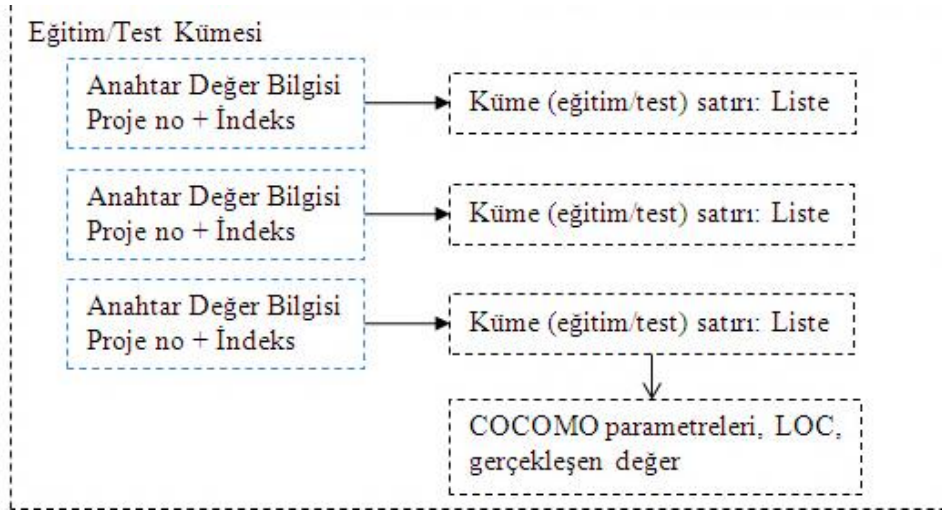 Eğitim/Test Kümesi
Anahtar Değer Bilgisi
Proje no + İndeks
Küme (eğitim/test) satırı: Liste
Anahtar Değer Bilgisi
Proje no + İndeks
Küme (eğitim/test) satırı: Liste
Anahtar Değer Bilgisi
Proje no + İndeks
Küme (eğitim/test) satırı: Liste
COCOMO parametreleri, LOC,
gerçekleşen değer